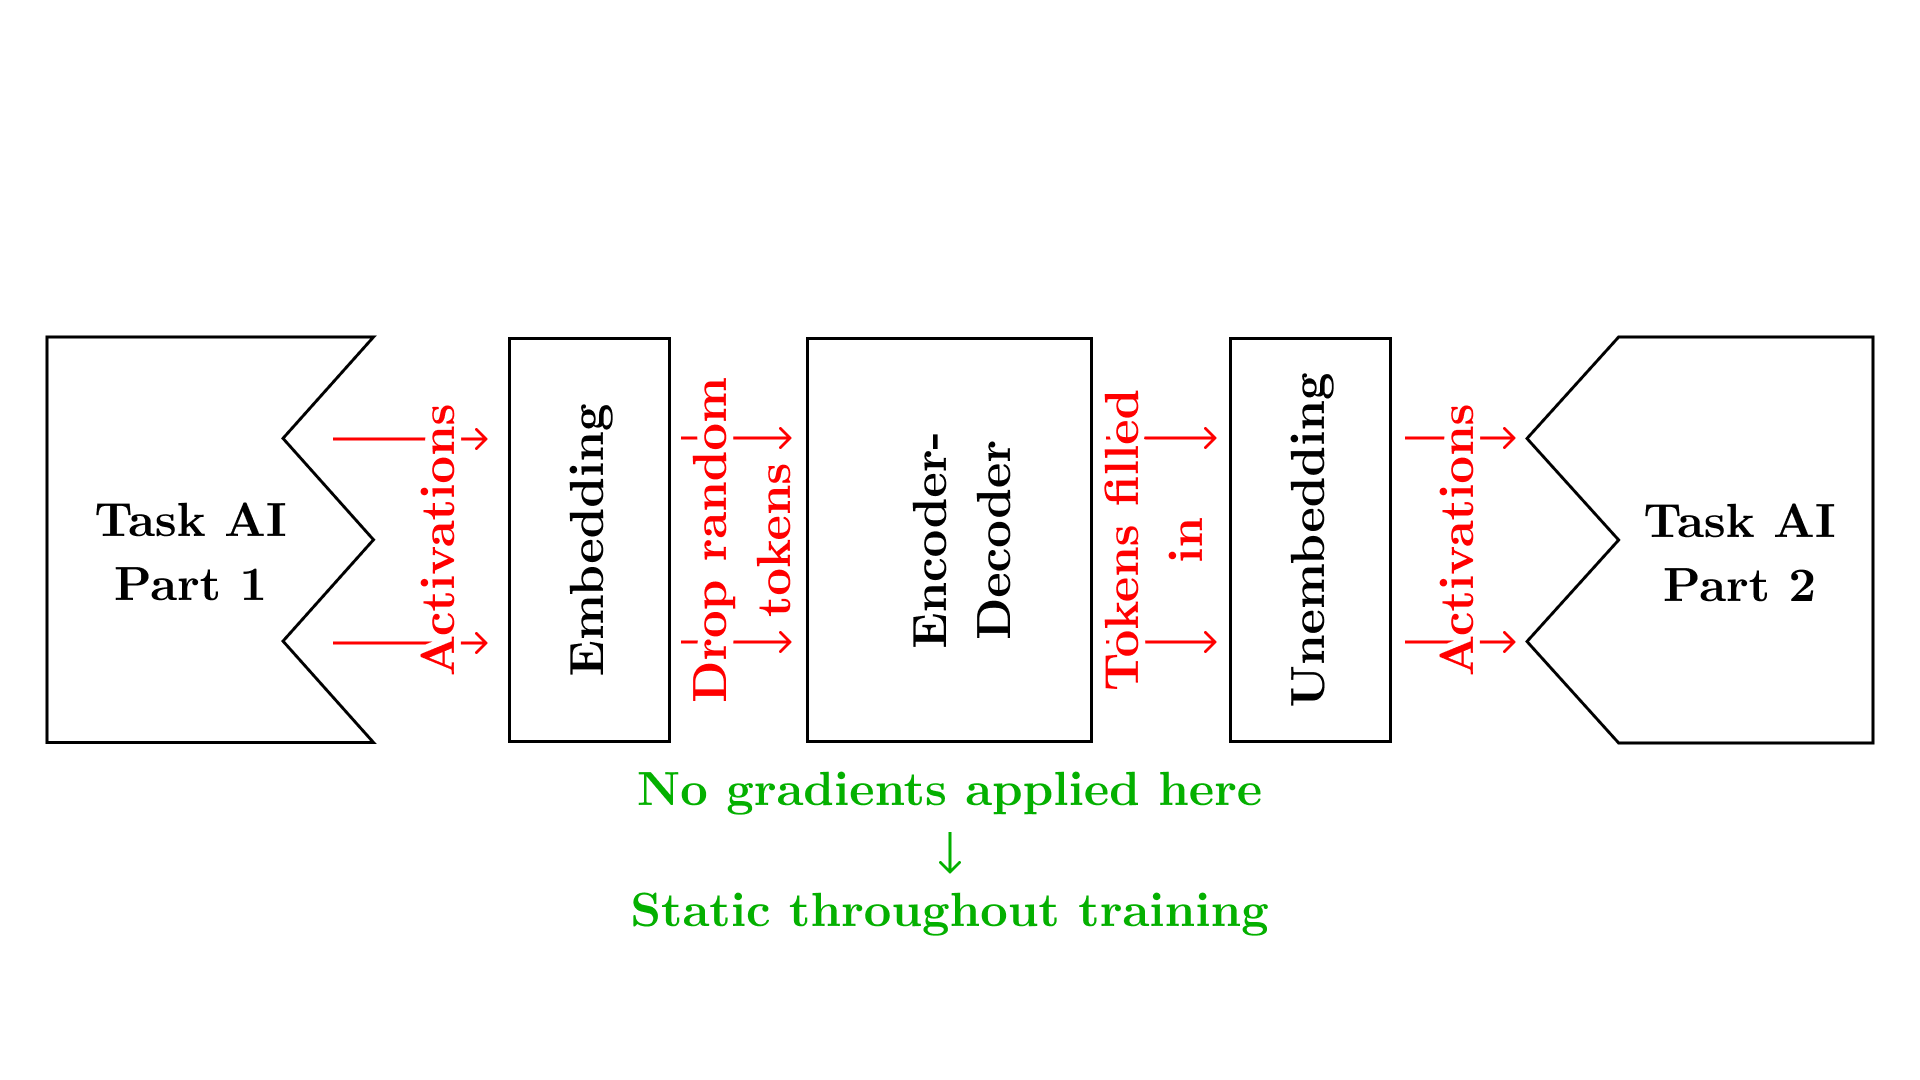 Task AI
Part 1
Activations
Embedding
Drop random
tokens
Encoder-
Decoder
Tokens filled
in
Unembedding
Activations
Task AI
Part 2
No gradients applied here
Static throughout training